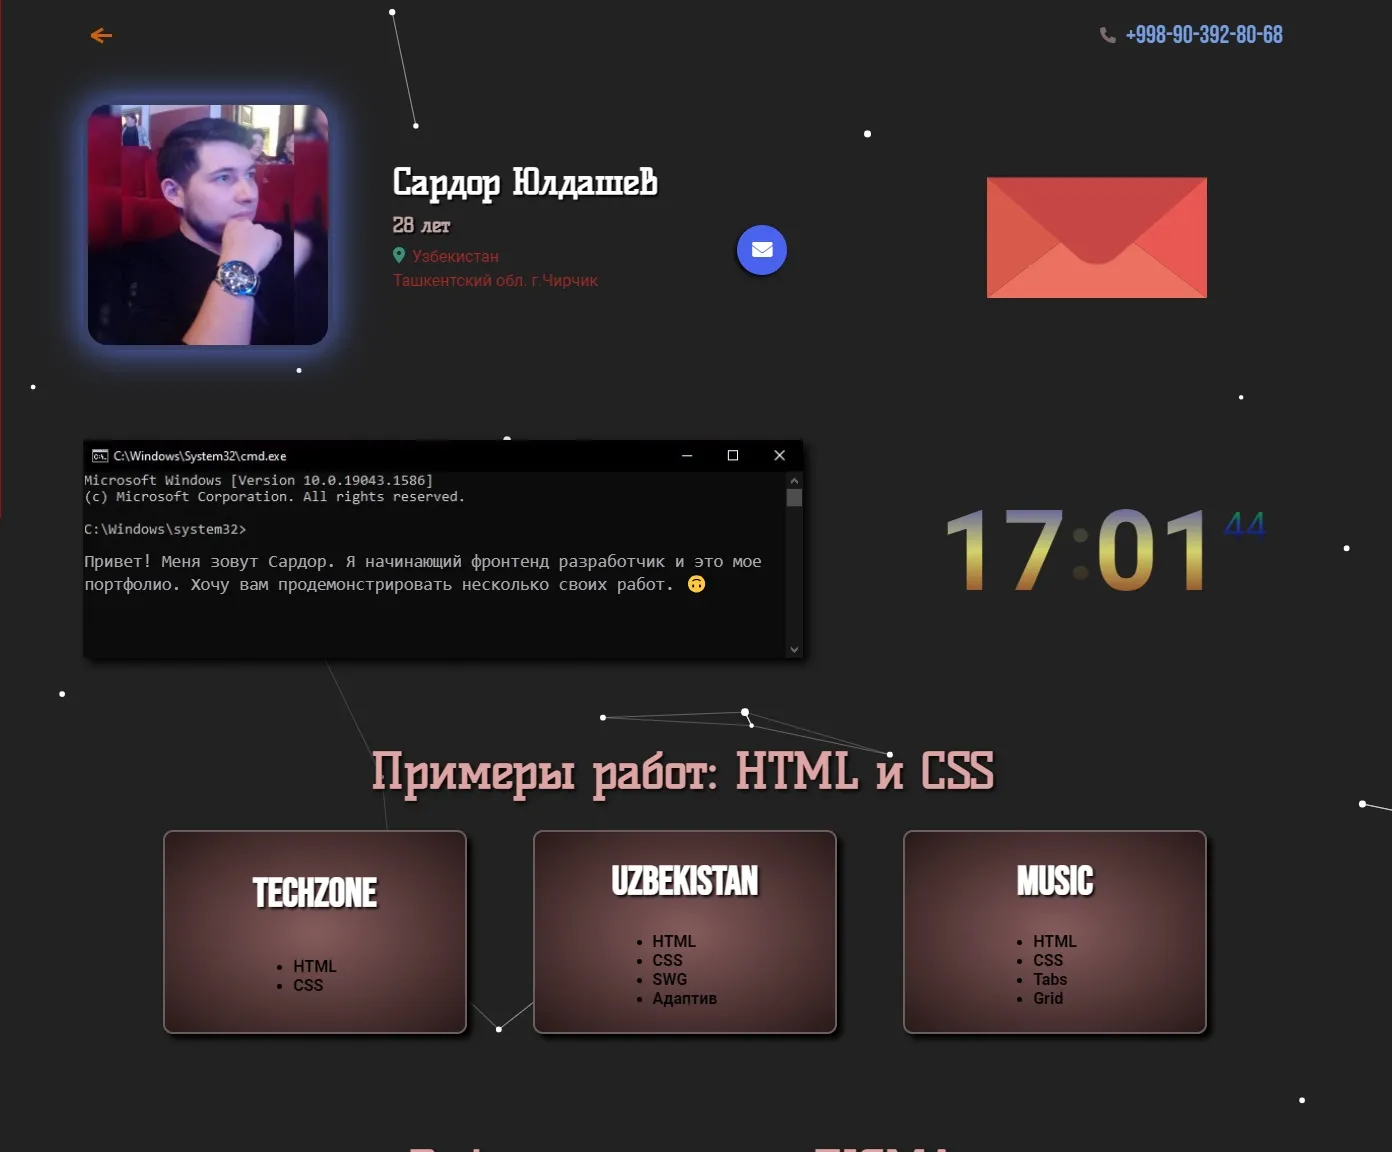 +998-90-392-80-68
Сардор Юлдашев
28 лет
Узбекистан
Ташкентский обл. г.Чирчик
C:\Windows\System32\cmd.exe
Microsoft Windows [Version 10.0.19043.1586]
(c) Microsoft Corporation. All rights reserved.
C:\Windows\system32>
Привет! Меня зовут Сардор. Я начинающий фронтенд разработчик и это мое
портфолио. Хочу вам продемонстрировать несколько своих работ. 🙃
17:01 44
Примеры работ: HTML и CSS
TECHZONE
HTML
CSS
UZBEKISTAN
HTML
CSS
SWG
Адаптив
MUSIC
HTML
CSS
Tabs
Grid